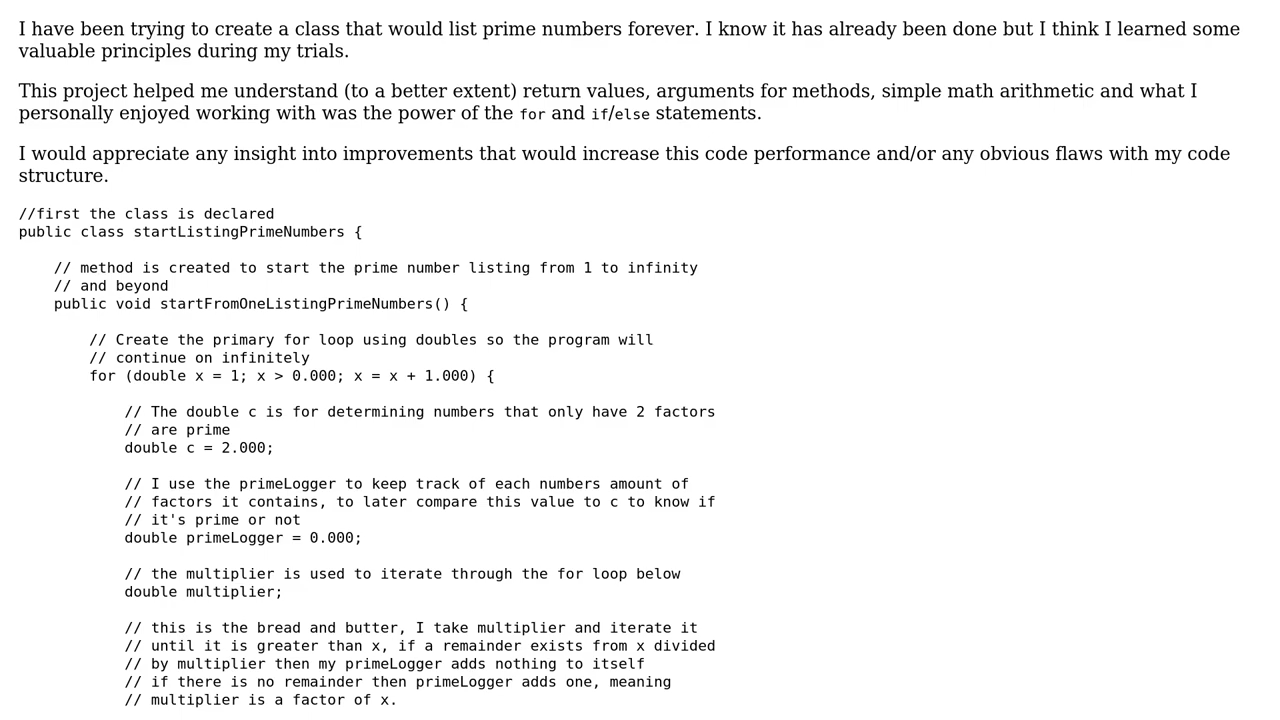 I have been trying to create a class that would list prime numbers forever. I know it has already been done but I think I learned some
valuable principles during my trials.
This project helped me understand (to a better extent) return values, arguments for methods, simple math arithmetic and what I
personally enjoyed working with was the power of the for and if/else statements.
I would appreciate any insight into improvements that would increase this code performance and/or any obvious flaws with my code
structure.
//first the class is declared
public class startListingPrimeNumbers {
// method is created to start the prime number listing from 1 to infinity
// and beyond
public void startFromOneListingPrimeNumbers() {
// Create the primary for loop using doubles so the program will
// continue on infinitely
for (double x = 1; x > 0.000; x = x + 1.000) {
// The double c is for determining numbers that only have 2 factors
// are prime
double c = 2.000;
// I use the primeLogger to keep track of each numbers amount of
// factors it contains, to later compare this value to c to know if
// it's prime or not
double primeLogger = 0.000;
// the multiplier is used to iterate through the for loop below
double multiplier;
// this is the bread and butter, I take multiplier and iterate it
// until it is greater than x, if a remainder exists from x divided
// by multiplier then my primeLogger adds nothing to itself
// if there is no remainder then primeLogger adds one, meaning
// multiplier is a factor of x.